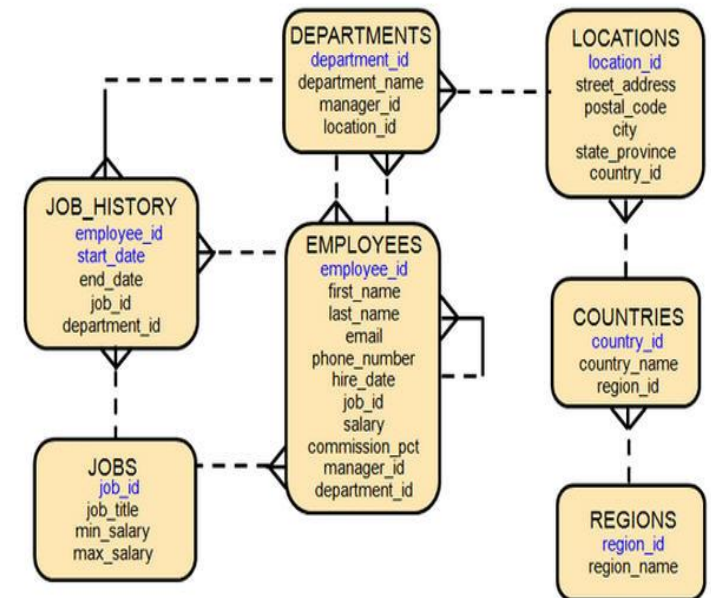 DEPARTMENTS
department_id
department_name
manager_id
location_id
LOCATIONS
location_id
street_address
postal_code
city
state_province
country_id
JOB_HISTORY
employee_id
start_date
end_date
job_id
department_id
EMPLOYEES
employee_id
first_name
last_name
email
phone_number
hire_date
job_id
salary
commission_pct
manager_id
department_id
COUNTRIES
country_id
country_name
region_id
JOBS
job_id
job_title
min_salary
max_salary
REGIONS
region_id
region_name